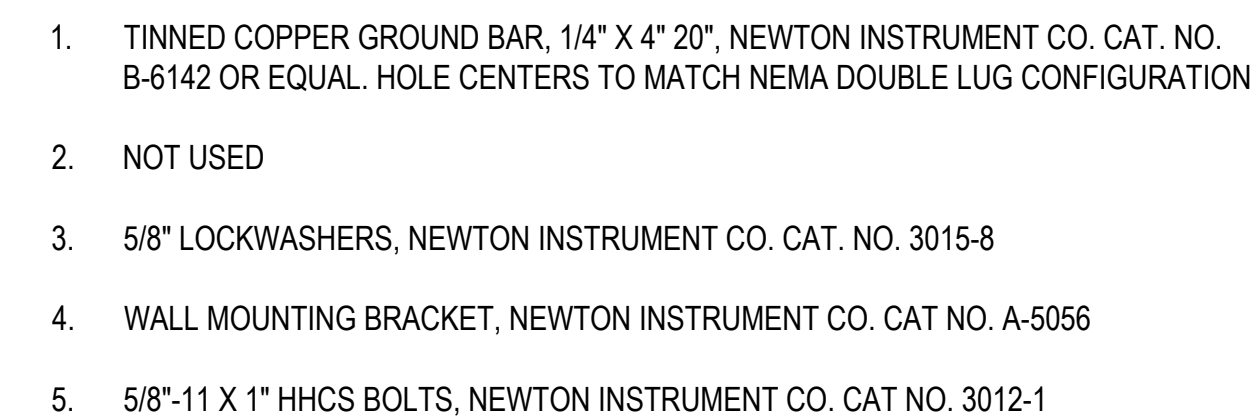 1. TINNED COPPER GROUND BAR, 1/4" X 4" 20", NEWTON INSTRUMENT CO. CAT. NO.
B-6142 OR EQUAL. HOLE CENTERS TO MATCH NEMA DOUBLE LUG CONFIGURATION
2. NOT USED
3. 5/8" LOCKWASHERS, NEWTON INSTRUMENT CO. CAT. NO. 3015-8
4. WALL MOUNTING BRACKET, NEWTON INSTRUMENT CO. CAT NO. A-5056
5. 5/8"-11 X 1" HHCS BOLTS, NEWTON INSTRUMENT CO. CAT NO. 3012-1